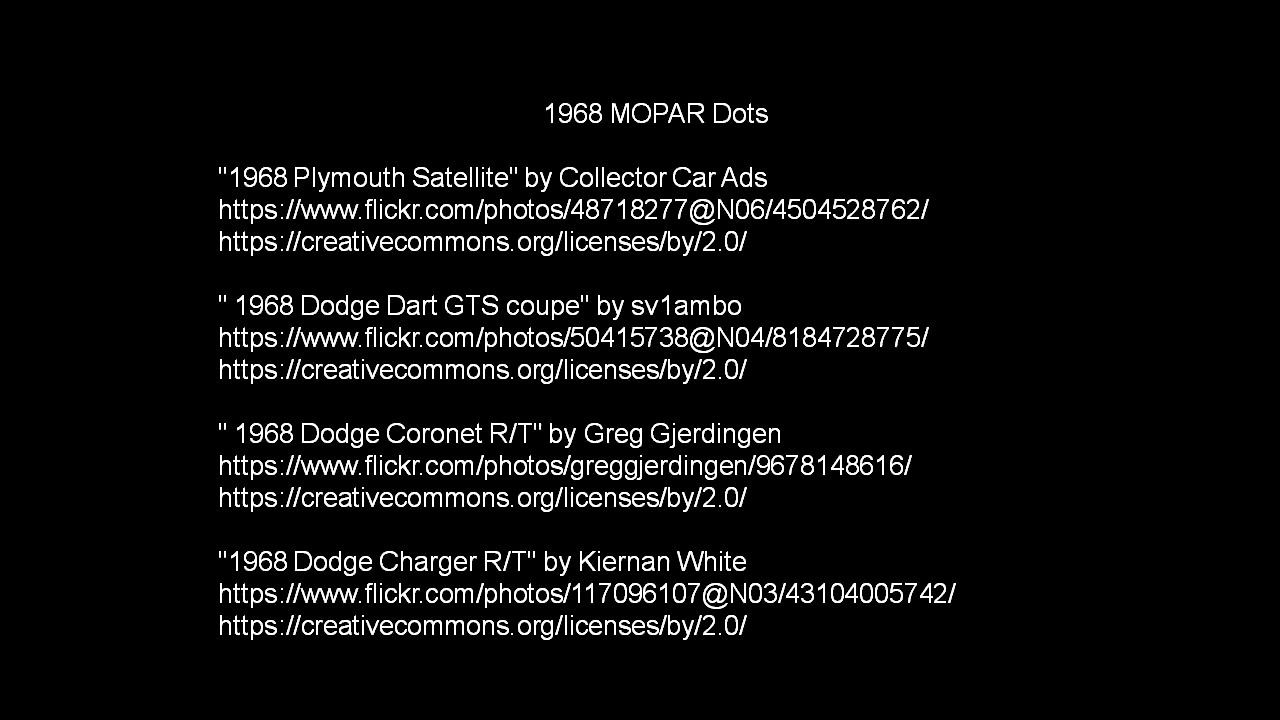 1968 MOPAR Dots
"1968 Plymouth Satellite" by Collector Car Ads
https://www.flickr.com/photos/48718277@N06/4504528762/
https://creativecommons.org/licenses/by/2.0/
" 1968 Dodge Dart GTS coupe" by sv1ambo
https://www.flickr.com/photos/50415738@N04/8184728775/
https://creativecommons.org/licenses/by/2.0/
" 1968 Dodge Coronet R/T" by Greg Gjerdingen
https://www.flickr.com/photos/greggjerdingen/9678148616/
https://creativecommons.org/licenses/by/2.0/
"1968 Dodge Charger R/T" by Kiernan White
https://www.flickr.com/photos/117096107@N03/43104005742/
https://creativecommons.org/licenses/by/2.0/